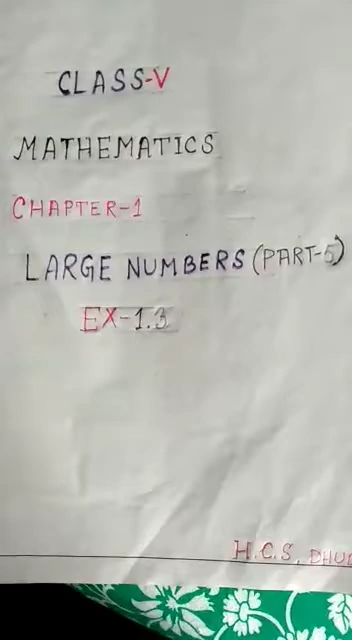 CLASS-V
MATHEMATICS
CHAPTER-1
LARGE NUMBERS (PART-5)
EX-1.3
H.C.S,